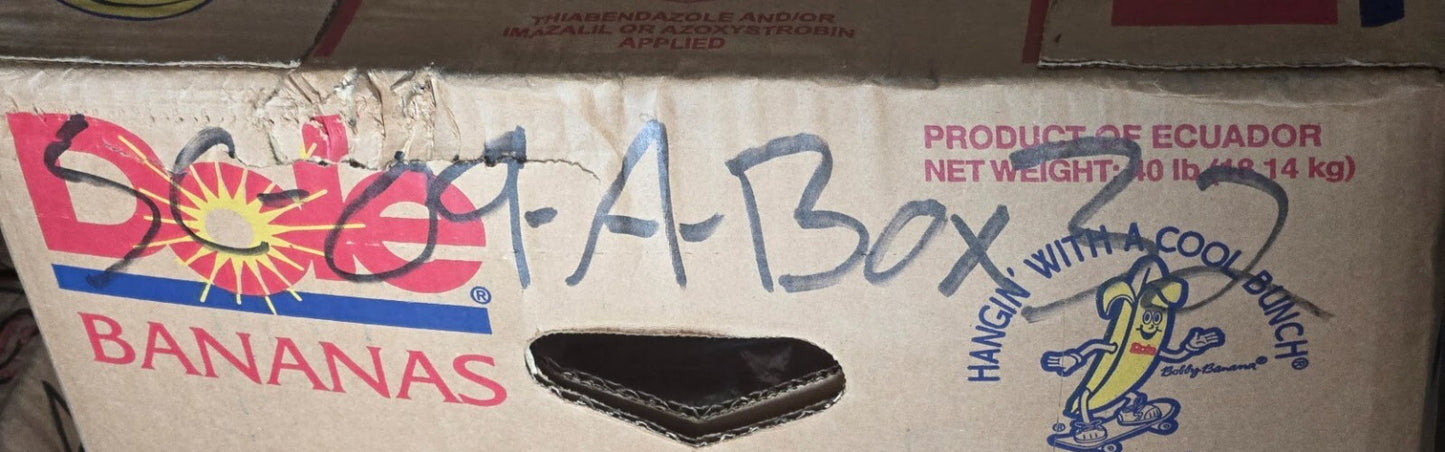 THIABENDAZOLE AND/OR
IMAZALIL OR AZOXYSTROBIN
APPLIED
Dole®
BANANAS
SC-09-A-Box 32
PRODUCT OF ECUADOR
NET WEIGHT: 40 lb (18.14 kg)
HANGIN' WITH A COOL BUNCH®
Bobby Banana®